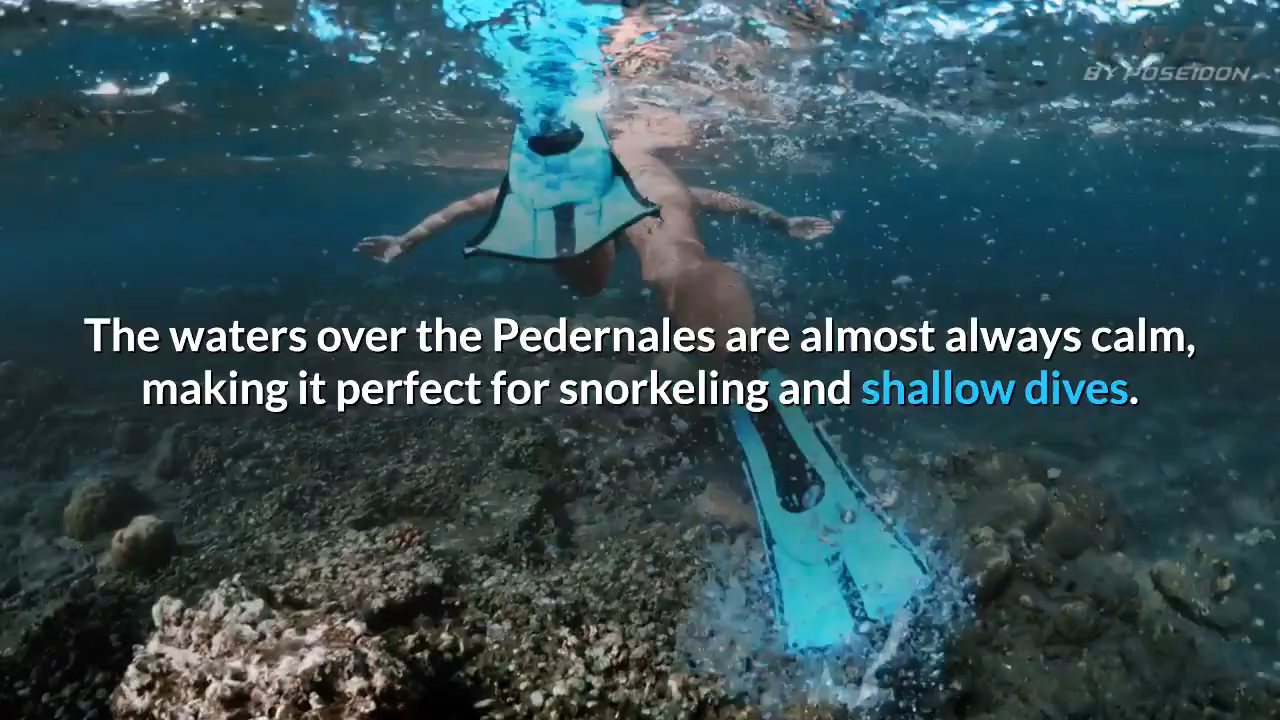 BY POSEIDON
The waters over the Pedernales are almost always calm,
making it perfect for snorkeling and shallow dives.